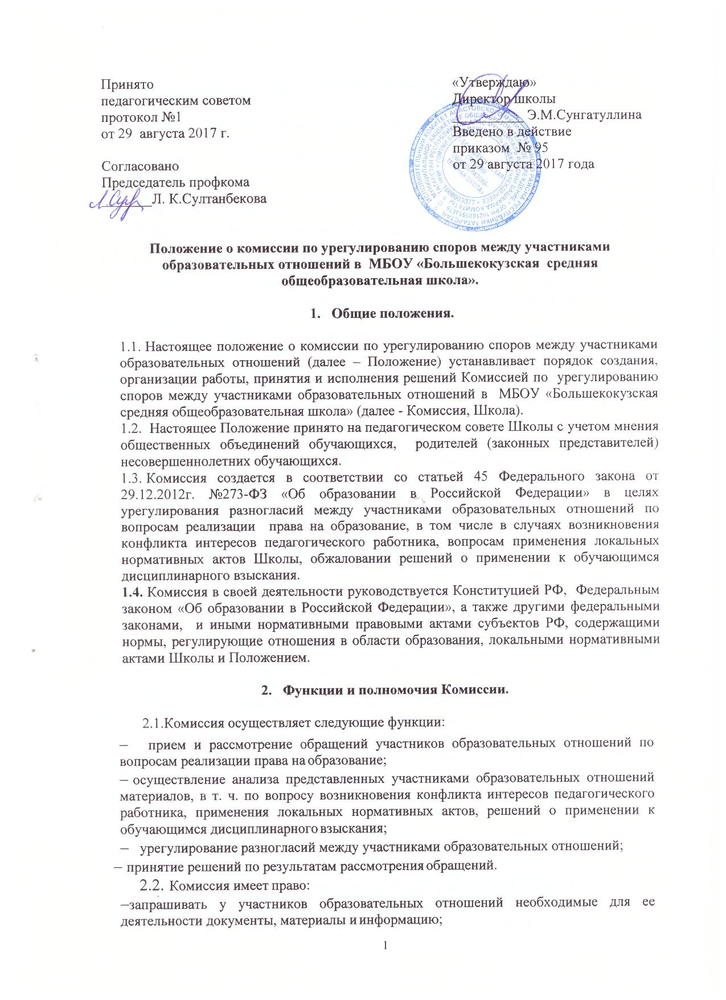 Принято
педагогическим советом
протокол №1
от 29 августа 2017 г.
Согласовано
Председатель профкома
Л. К.Султанбекова
«Утверждаю»
Директор школы
Э.М.Сунгатуллина
Введено в действие
приказом № 95
от 29 августа 2017 года
Положение о комиссии по урегулированию споров между участниками
образовательных отношений в МБОУ «Большекокузская средняя
общеобразовательная школа».
1. Общие положения.
1.1. Настоящее положение о комиссии по урегулированию споров между участниками
образовательных отношений (далее – Положение) устанавливает порядок создания,
организации работы, принятия и исполнения решений Комиссией по урегулированию
споров между участниками образовательных отношений в МБОУ «Большекокузская
средняя общеобразовательная школа» (далее - Комиссия, Школа).
1.2. Настоящее Положение принято на педагогическом совете Школы с учетом мнения
общественных объединений обучающихся, родителей (законных представителей)
несовершеннолетних обучающихся.
1.3. Комиссия создается в соответствии со статьей 45 Федерального закона от
29.12.2012г. №273-ФЗ «Об образовании в Российской Федерации» в целях
урегулирования разногласий между участниками образовательных отношений по
вопросам реализации права на образование, в том числе в случаях возникновения
конфликта интересов педагогического работника, вопросам применения локальных
нормативных актов Школы, обжаловании решений о применении к обучающимся
дисциплинарного взыскания.
1.4. Комиссия в своей деятельности руководствуется Конституцией РФ, Федеральным
законом «Об образовании в Российской Федерации», а также другими федеральными
законами, и иными нормативными правовыми актами субъектов РФ, содержащими
нормы, регулирующие отношения в области образования, локальными нормативными
актами Школы и Положением.
2. Функции и полномочия Комиссии.
2.1.Комиссия осуществляет следующие функции:
– прием и рассмотрение обращений участников образовательных отношений по
вопросам реализации права на образование;
– осуществление анализа представленных участниками образовательных отношений
материалов, в т. ч. по вопросу возникновения конфликта интересов педагогического
работника, применения локальных нормативных актов, решений о применении к
обучающимся дисциплинарного взыскания;
– урегулирование разногласий между участниками образовательных отношений;
– принятие решений по результатам рассмотрения обращений.
2.2. Комиссия имеет право:
–запрашивать у участников образовательных отношений необходимые для ее
деятельности документы, материалы и информацию;
1